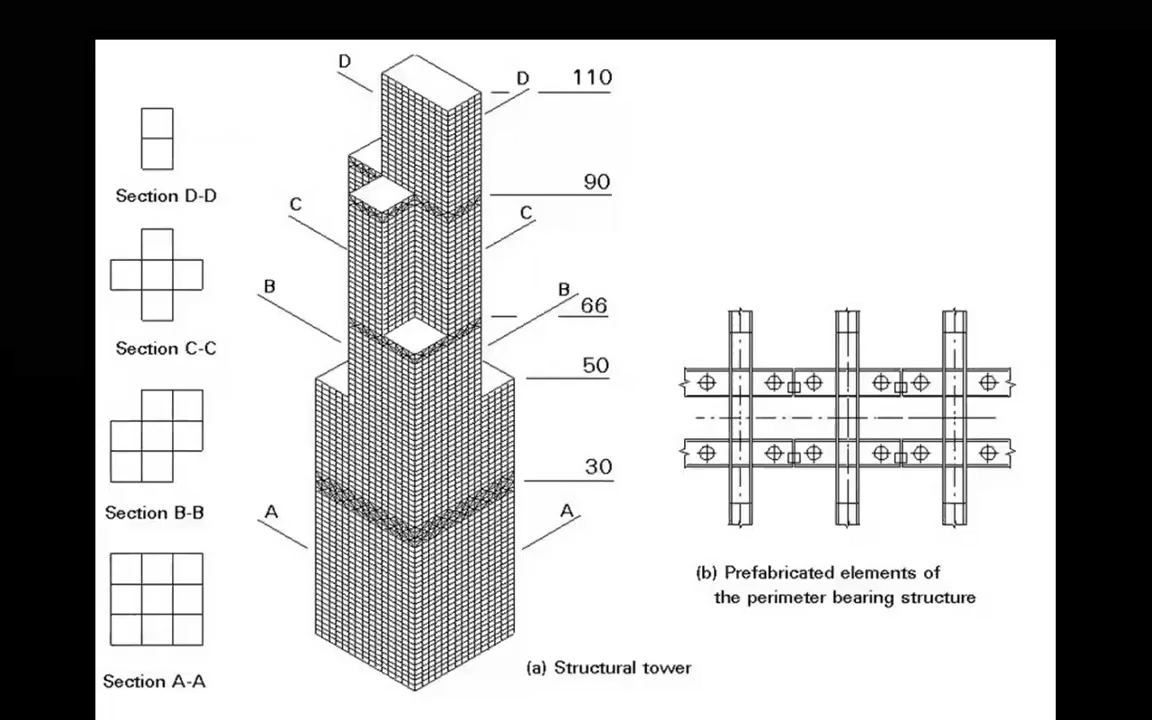 D
D
110
Section D-D
90
C
C
Section C-C
B
B
66
50
Section B-B
30
A
A
Section A-A
(a) Structural tower
(b) Prefabricated elements of
the perimeter bearing structure